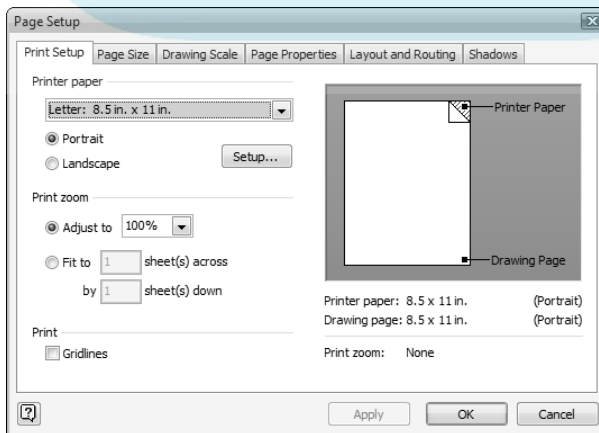 Page Setup
Print Setup Page Size Drawing Scale Page Properties Layout and Routing Shadows
Printer paper
Letter: 8.5 in. x 11 in.
Portrait
Landscape
Setup...
Print zoom
Adjust to 100%
Fit to 1 sheet(s) across
by 1 sheet(s) down
Print
Gridlines
Printer Paper
Drawing Page
Printer paper: 8.5 x 11 in. (Portrait)
Drawing page: 8.5 x 11 in. (Portrait)
Print zoom: None
? Apply OK Cancel